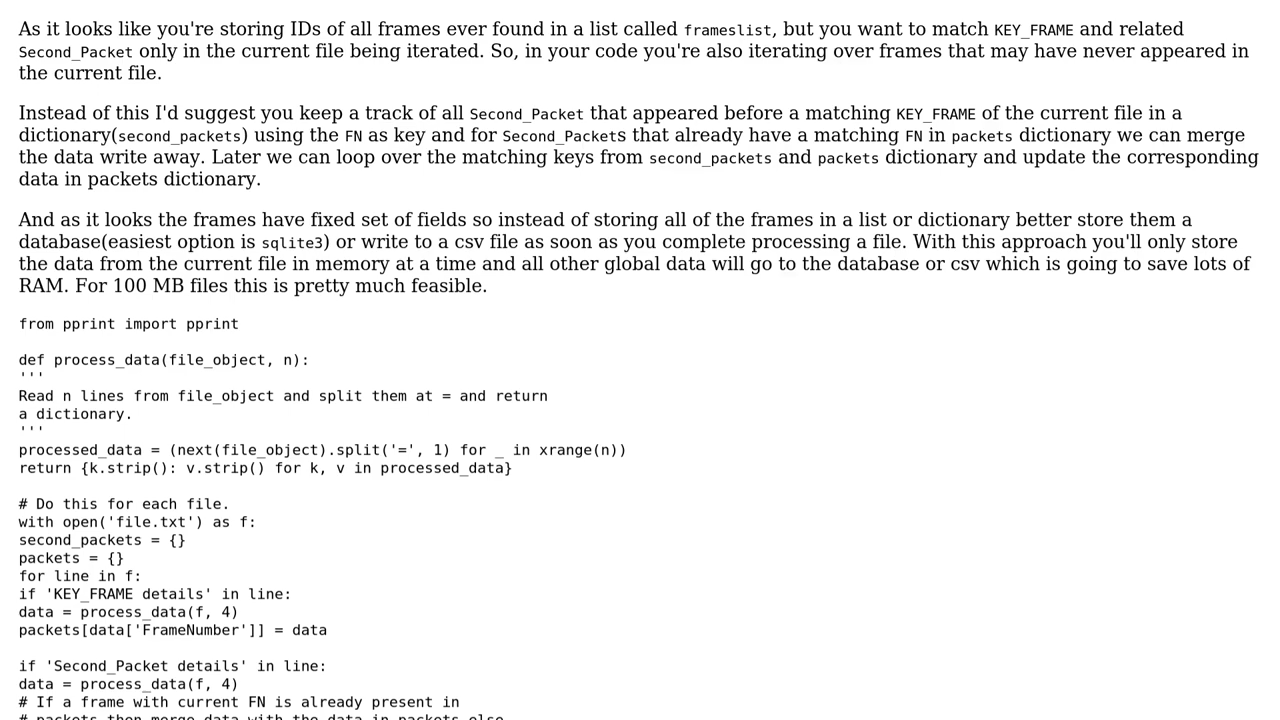 As it looks like you're storing IDs of all frames ever found in a list called frameslist, but you want to match KEY_FRAME and related
Second_Packet only in the current file being iterated. So, in your code you're also iterating over frames that may have never appeared in
the current file.
Instead of this I'd suggest you keep a track of all Second_Packet that appeared before a matching KEY_FRAME of the current file in a
dictionary(second_packets) using the FN as key and for Second_Packets that already have a matching FN in packets dictionary we can merge
the data write away. Later we can loop over the matching keys from second_packets and packets dictionary and update the corresponding
data in packets dictionary.
And as it looks the frames have fixed set of fields so instead of storing all of the frames in a list or dictionary better store them a
database(easiest option is sqlite3) or write to a csv file as soon as you complete processing a file. With this approach you'll only store
the data from the current file in memory at a time and all other global data will go to the database or csv which is going to save lots of
RAM. For 100 MB files this is pretty much feasible.
from pprint import pprint
def process_data(file_object, n):
'''
Read n lines from file_object and split them at = and return
a dictionary.
'''
processed_data = (next(file_object).split('=', 1) for _ in xrange(n))
return {k.strip(): v.strip() for k, v in processed_data}
# Do this for each file.
with open('file.txt') as f:
second_packets = {}
packets = {}
for line in f:
if 'KEY_FRAME details' in line:
data = process_data(f, 4)
packets[data['FrameNumber']] = data
if 'Second_Packet details' in line:
data = process_data(f, 4)
# If a frame with current FN is already present in
# packets then merge data with the data in packets else